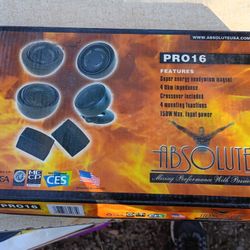 WWW.ABSOLUTEUSA.COM
PRO16
FEATURES
Super energy neodymium magnet
4 Ohm impedance
Crossover included
4 mounting functions
150W Max. input power
ABSOLUTE
Moving Performance With Passion
CES
PRO16